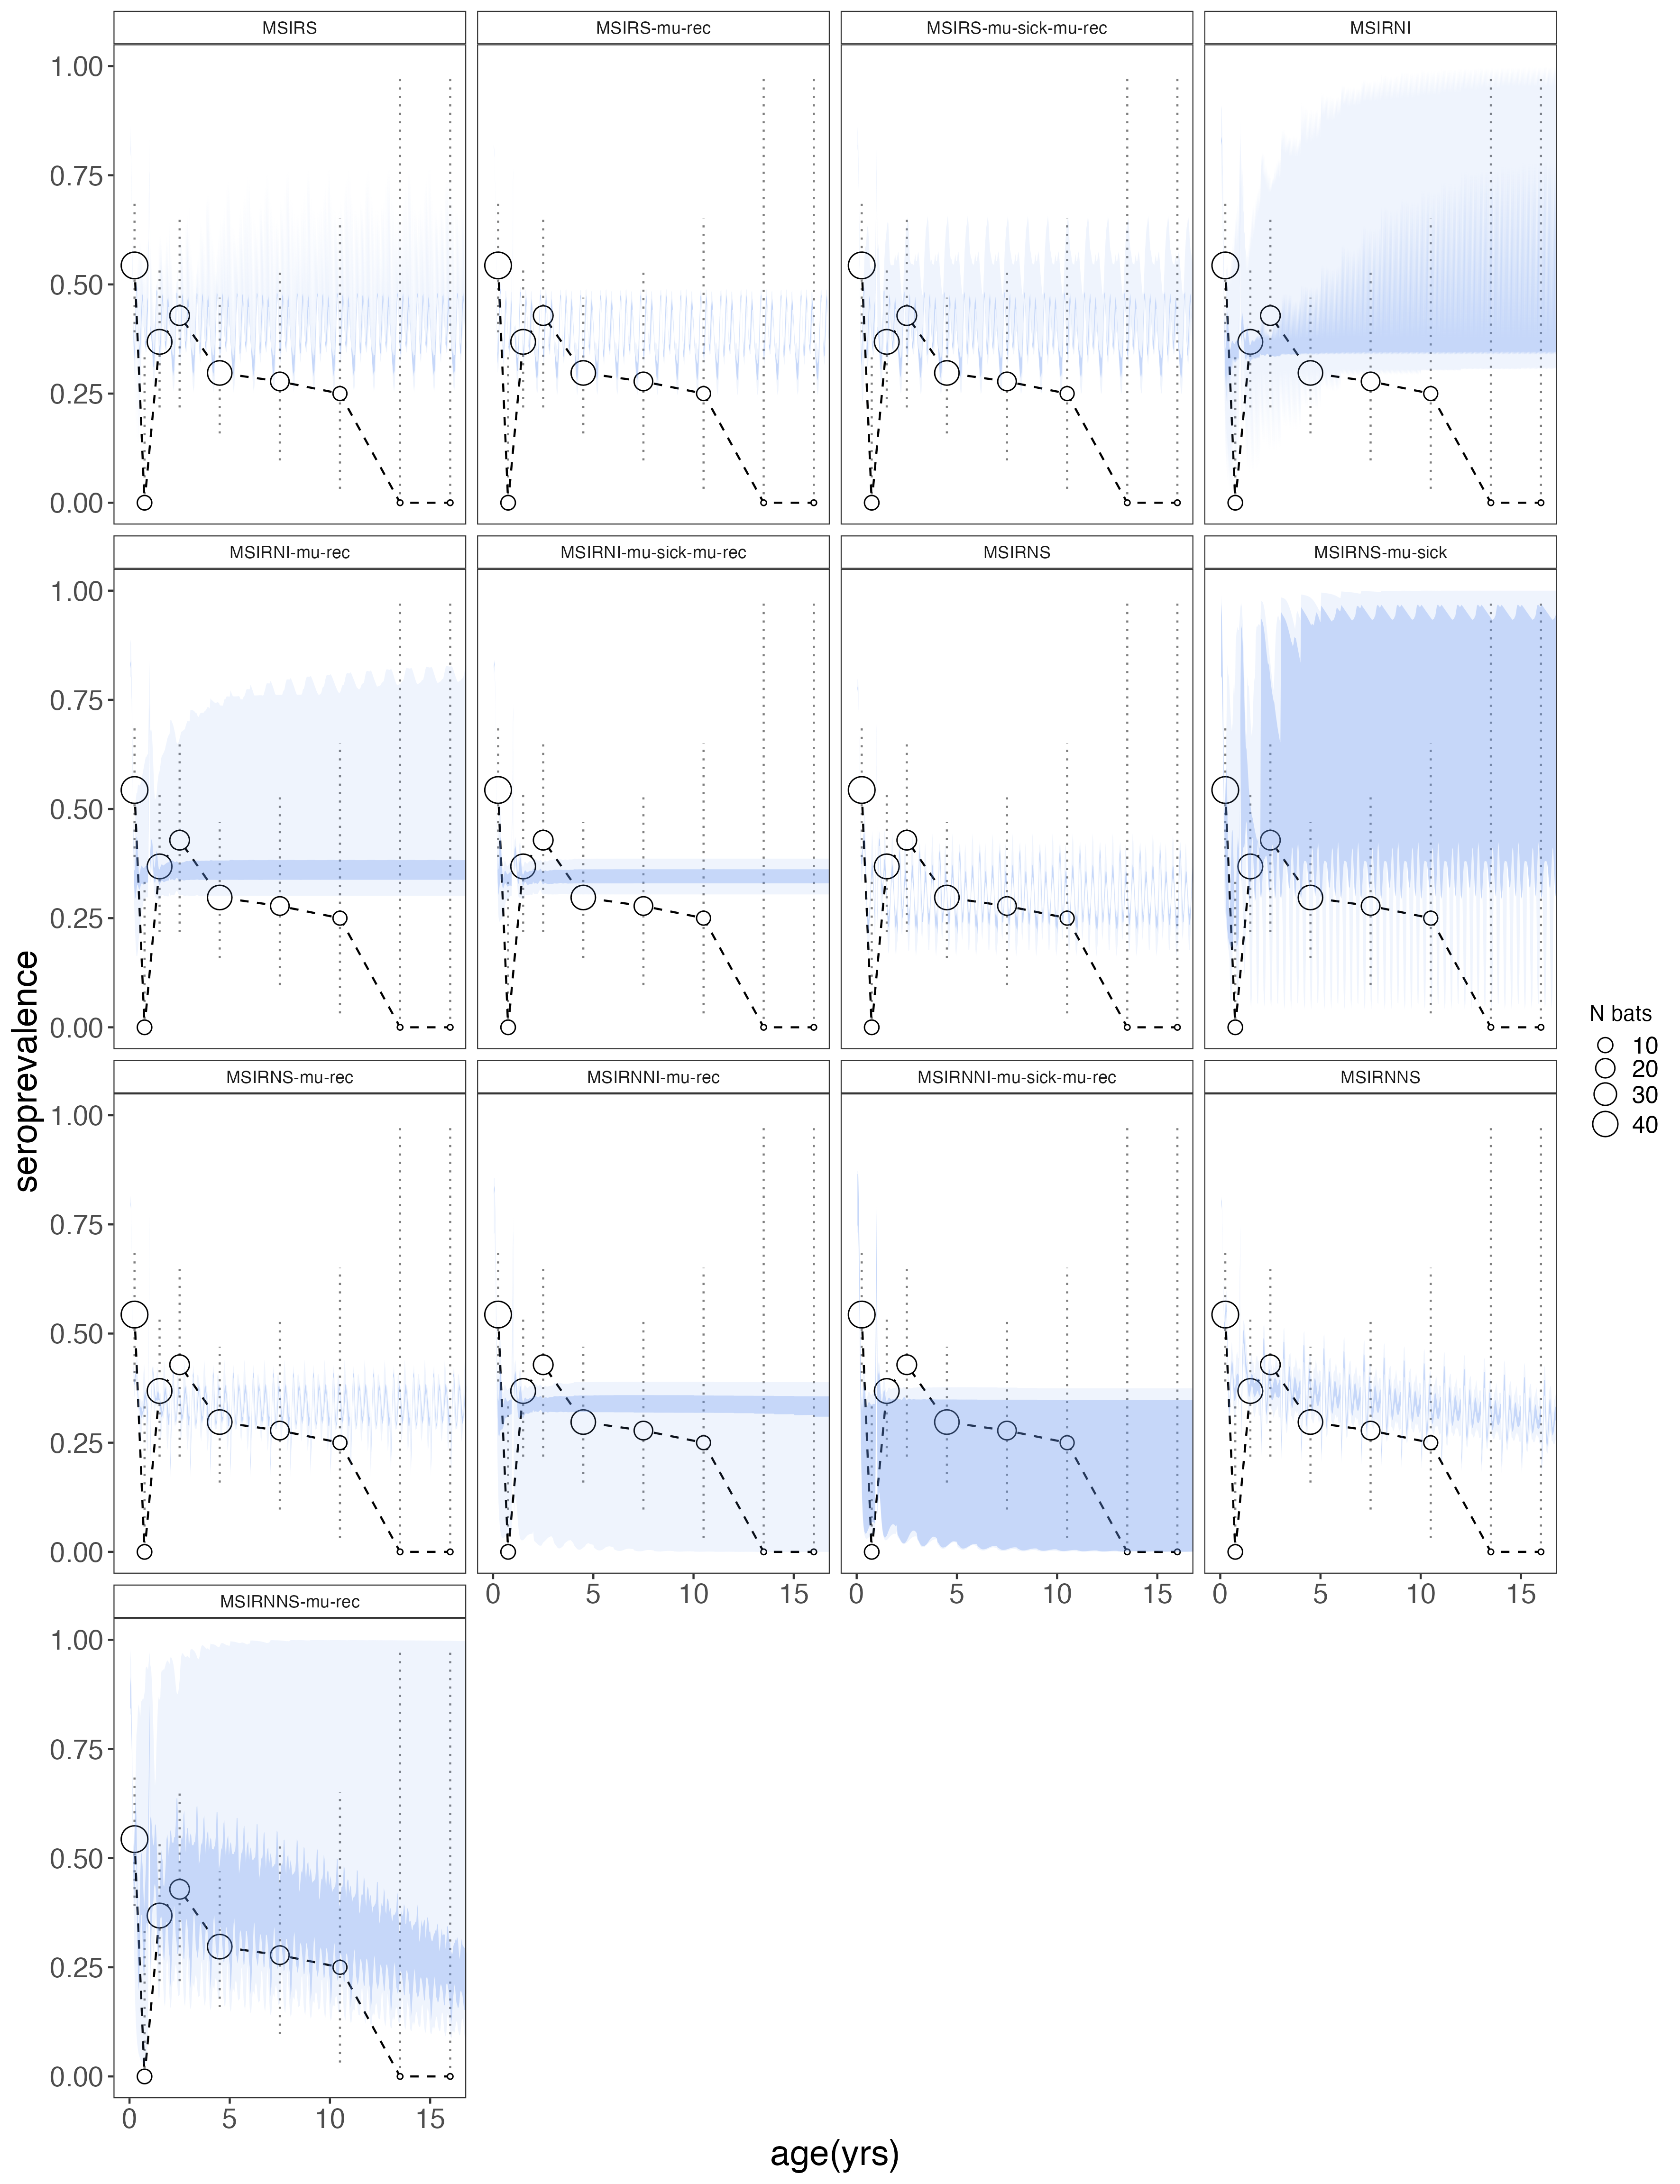 MSIRS
MSIRS-mu-rec
MSIRS-mu-sick-mu-rec
MSIRNI
1.00
0.75
0.50
0.25
0.00
MSIRNI-mu-rec
MSIRNI-mu-sick-mu-rec
MSIRNS
MSIRNS-mu-sick
1.00
0.75
0.50
0.25
0.00
MSIRNS-mu-rec
MSIRNNI-mu-rec
MSIRNNI-mu-sick-mu-rec
MSIRNNS
1.00
0.75
0.50
0.25
0.00
0 5 10 15
0 5 10 15
0 5 10 15
MSIRNNS-mu-rec
1.00
0.75
0.50
0.25
0.00
0 5 10 15
seroprevalence
age(yrs)
N bats
10
20
30
40